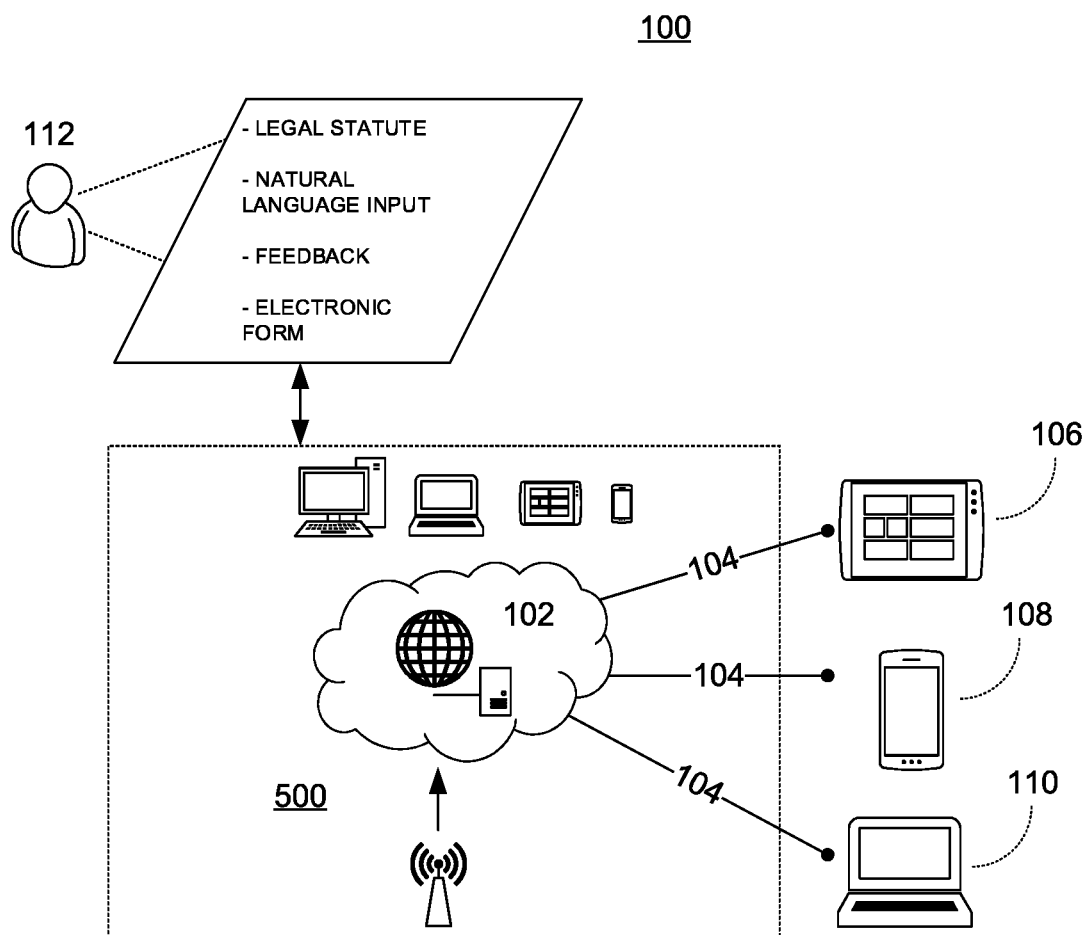 100
112
- LEGAL STATUTE
- NATURAL
LANGUAGE INPUT
- FEEDBACK
- ELECTRONIC
FORM
106
104
102
108
104
104
500
110